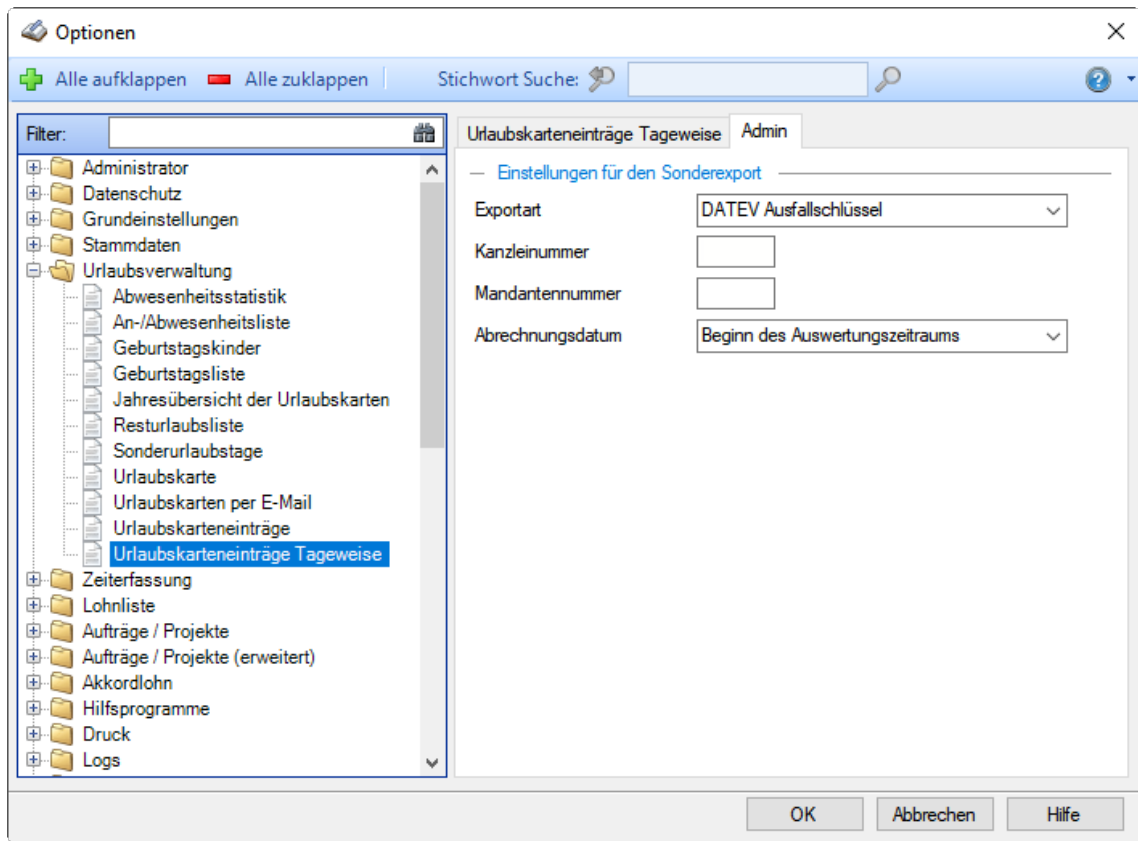 Optionen
Alle aufklappen Alle zuklappen Stichwort Suche:
Filter:
Administrator
Datenschutz
Grundeinstellungen
Stammdaten
Urlaubsverwaltung
Abwesenheitsstatistik
An-/Abwesenheitsliste
Geburtstagskinder
Geburtstagsliste
Jahresübersicht der Urlaubskarten
Resturlaubsliste
Sonderurlaubstage
Urlaubskarte
Urlaubskarten per E-Mail
Urlaubskarteneinträge
Urlaubskarteneinträge Tageweise
Zeiterfassung
Lohnliste
Aufträge / Projekte
Aufträge / Projekte (erweitert)
Akkordlohn
Hilfsprogramme
Druck
Logs
Urlaubskarteneinträge Tageweise Admin
Einstellungen für den Sonderexport
Exportart DATEV Ausfallschlüssel
Kanzleinummer
Mandantennummer
Abrechnungsdatum Beginn des Auswertungszeitraums
OK Abbrechen Hilfe